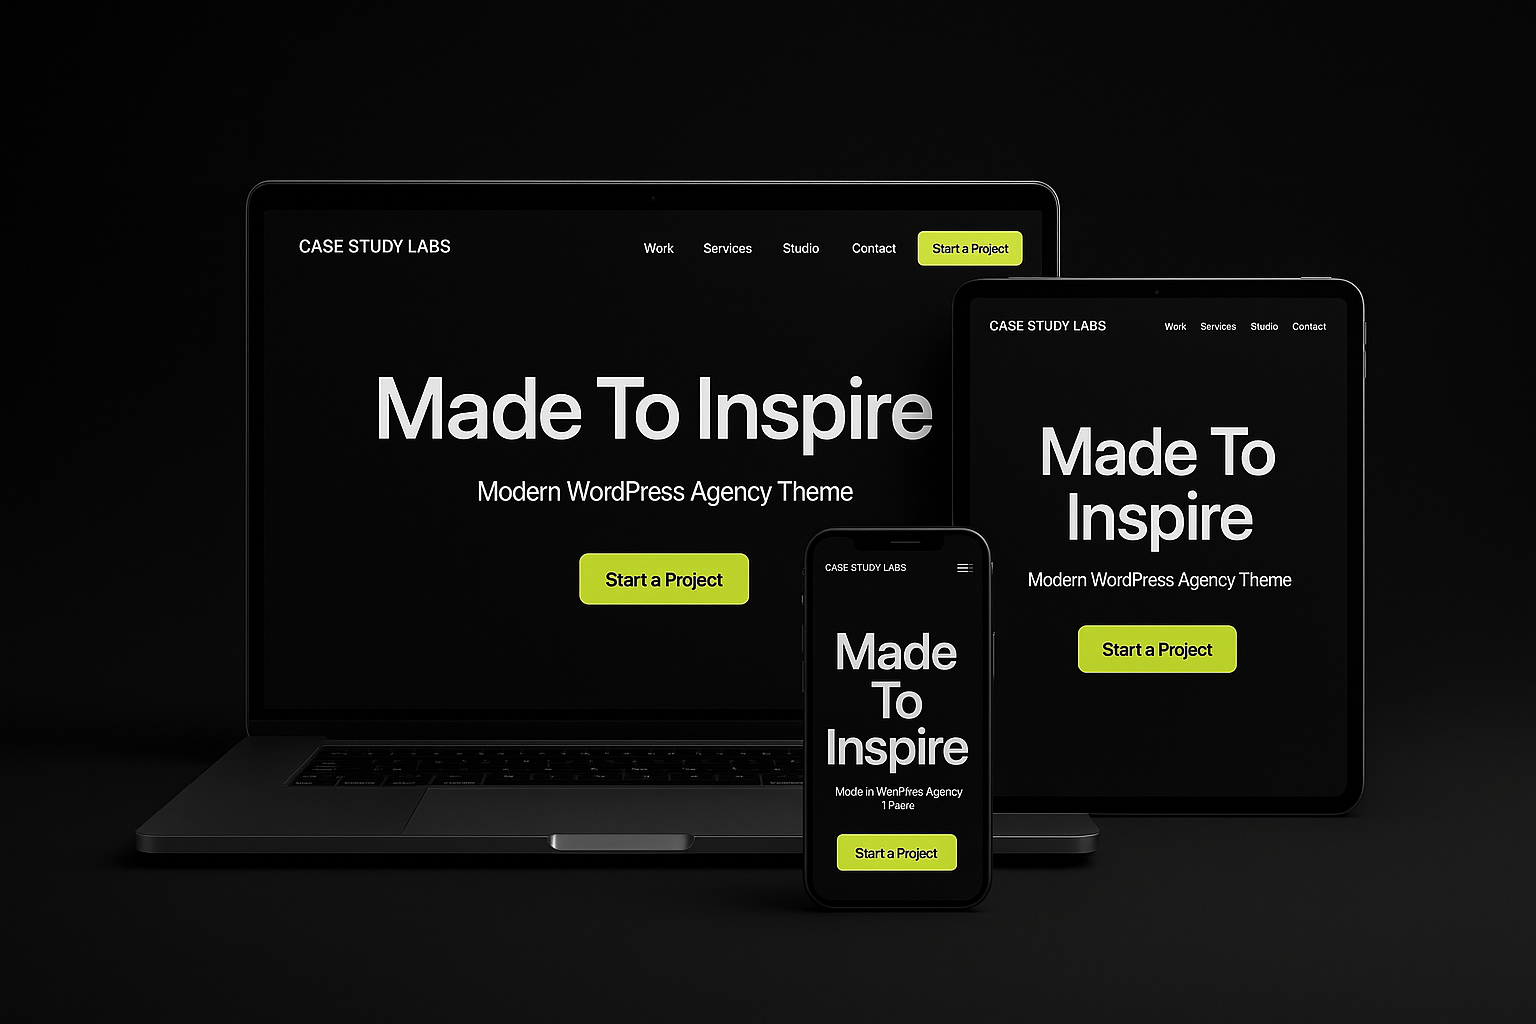 CASE STUDY LABS
Work Services Studio Contact Start a Project
Made To Inspire
Modern WordPress Agency Theme
Start a Project
CASE STUDY LABS
Work Services Studio Contact
Made To
Inspire
Modern WordPress Agency Theme
Start a Project
CASE STUDY LABS
Made
To
Inspire
Mode in WenPfres Agency
1 Paere
Start a Project